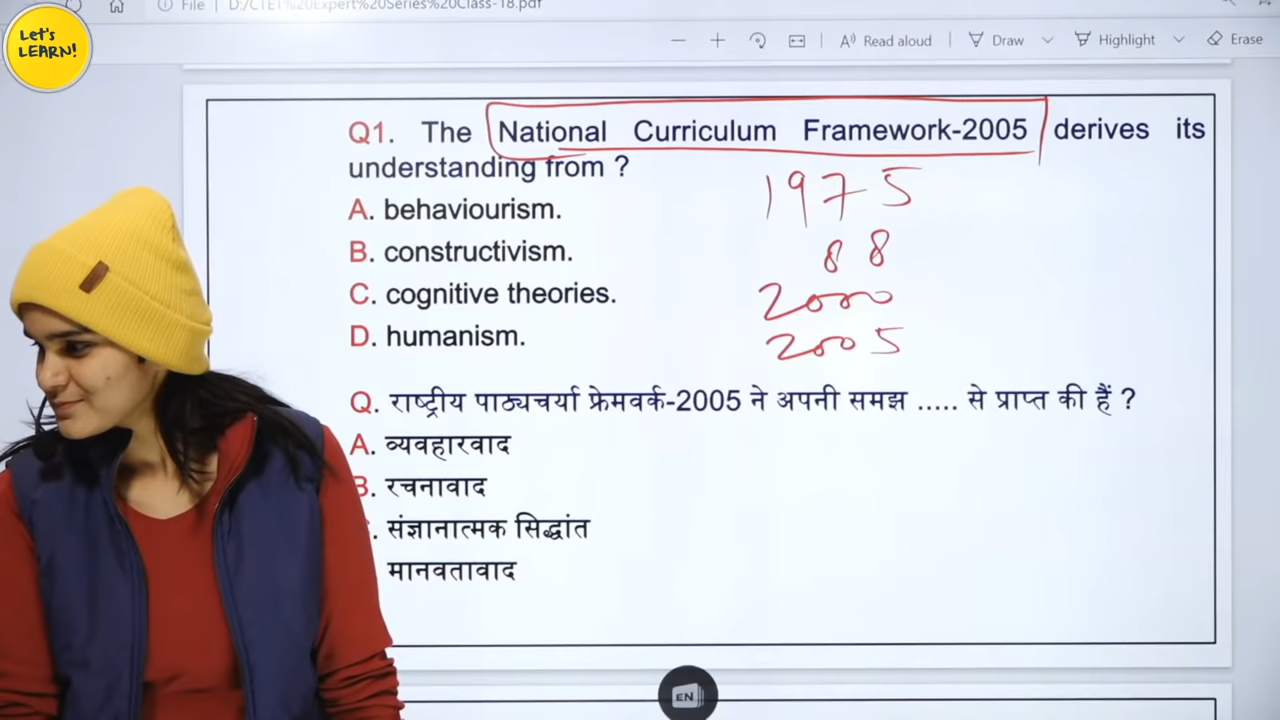 Let's
LEARN!
File | D:/CTET%20Expert%20Series%20Class-18.pdf
Read aloud
Draw
Highlight
Erase
Q1. The National Curriculum Framework-2005 derives its
understanding from ?
1975
A. behaviourism.
88
B. constructivism.
2000
C. cognitive theories.
2005
D. humanism.
Q. राष्ट्रीय पाठ्यचर्या फ्रेमवर्क-2005 ने अपनी समझ ..... से प्राप्त की हैं ?
A. व्यवहारवाद
B. रचनावाद
. संज्ञानात्मक सिद्धांत
मानवतावाद
EN